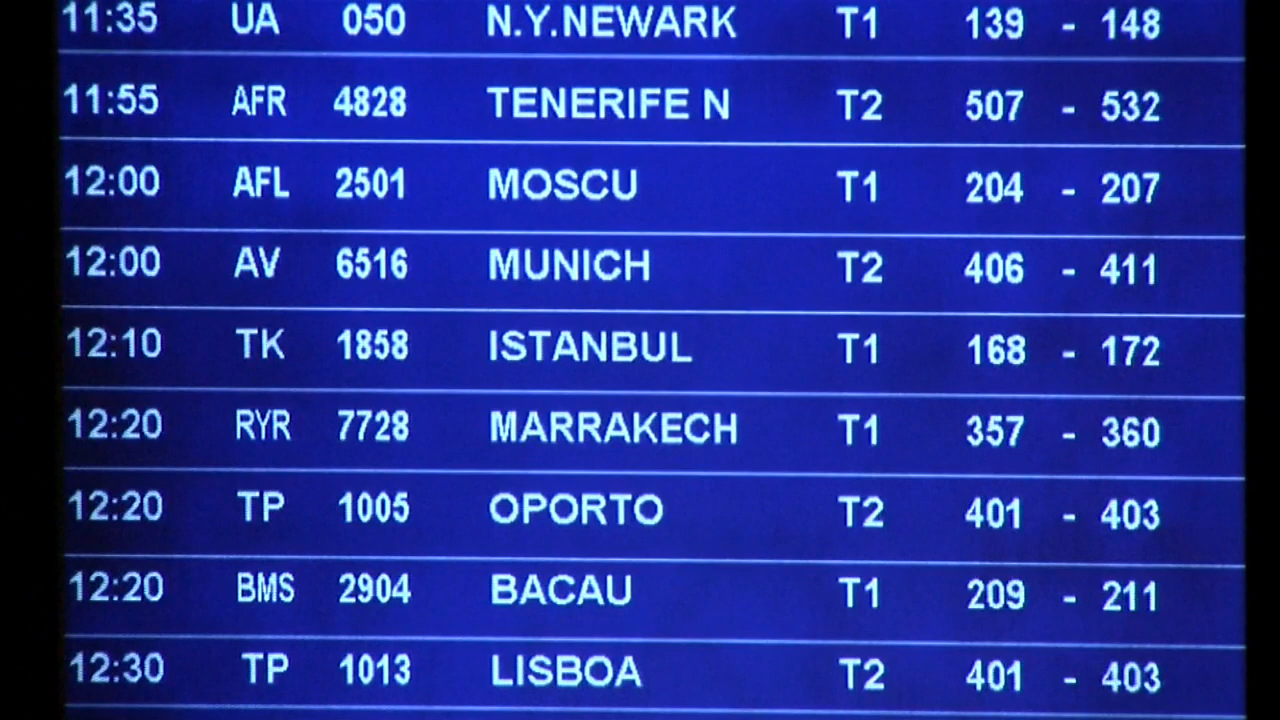 11:35 UA 050 N.Y.NEWARK T1 139 - 148
11:55 AFR 4828 TENERIFE N T2 507 - 532
12:00 AFL 2501 MOSCU T1 204 - 207
12:00 AV 6516 MUNICH T2 406 - 411
12:10 TK 1858 ISTANBUL T1 168 - 172
12:20 RYR 7728 MARRAKECH T1 357 - 360
12:20 TP 1005 OPORTO T2 401 - 403
12:20 BMS 2904 BACAU T1 209 - 211
12:30 TP 1013 LISBOA T2 401 - 403